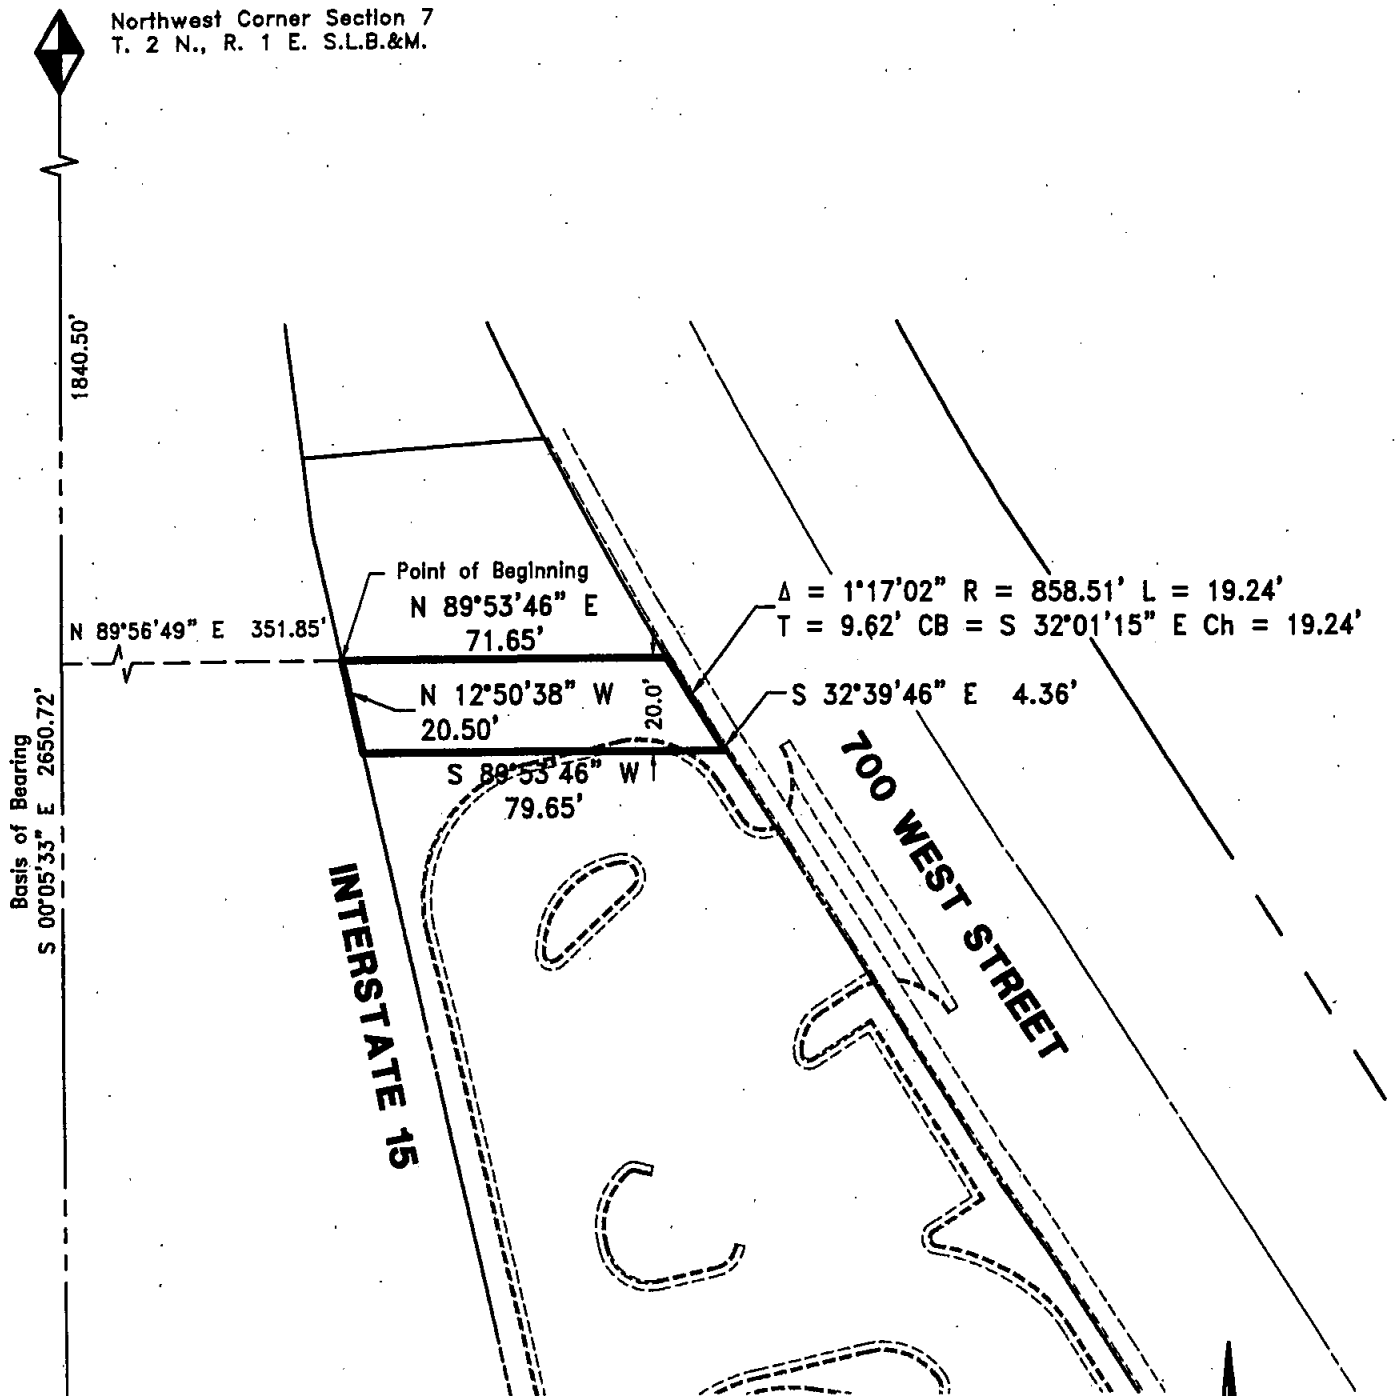 Northwest Corner Section 7
T. 2 N., R. 1 E. S.L.B.&M.
1840.50'
Point of Beginning
N 89°53'46" E
71.65'
N 89°56'49" E 351.85'
Δ = 1°17'02" R = 858.51' L = 19.24'
T = 9.62' CB = S 32°01'15" E Ch = 19.24'
N 12°50'38" W
20.50'
20.0'
S 32°39'46" E 4.36'
S 89°53'46" W
79.65'
Basis of Bearing
S 00°05'33" E 2650.72'
700 WEST STREET
INTERSTATE 15